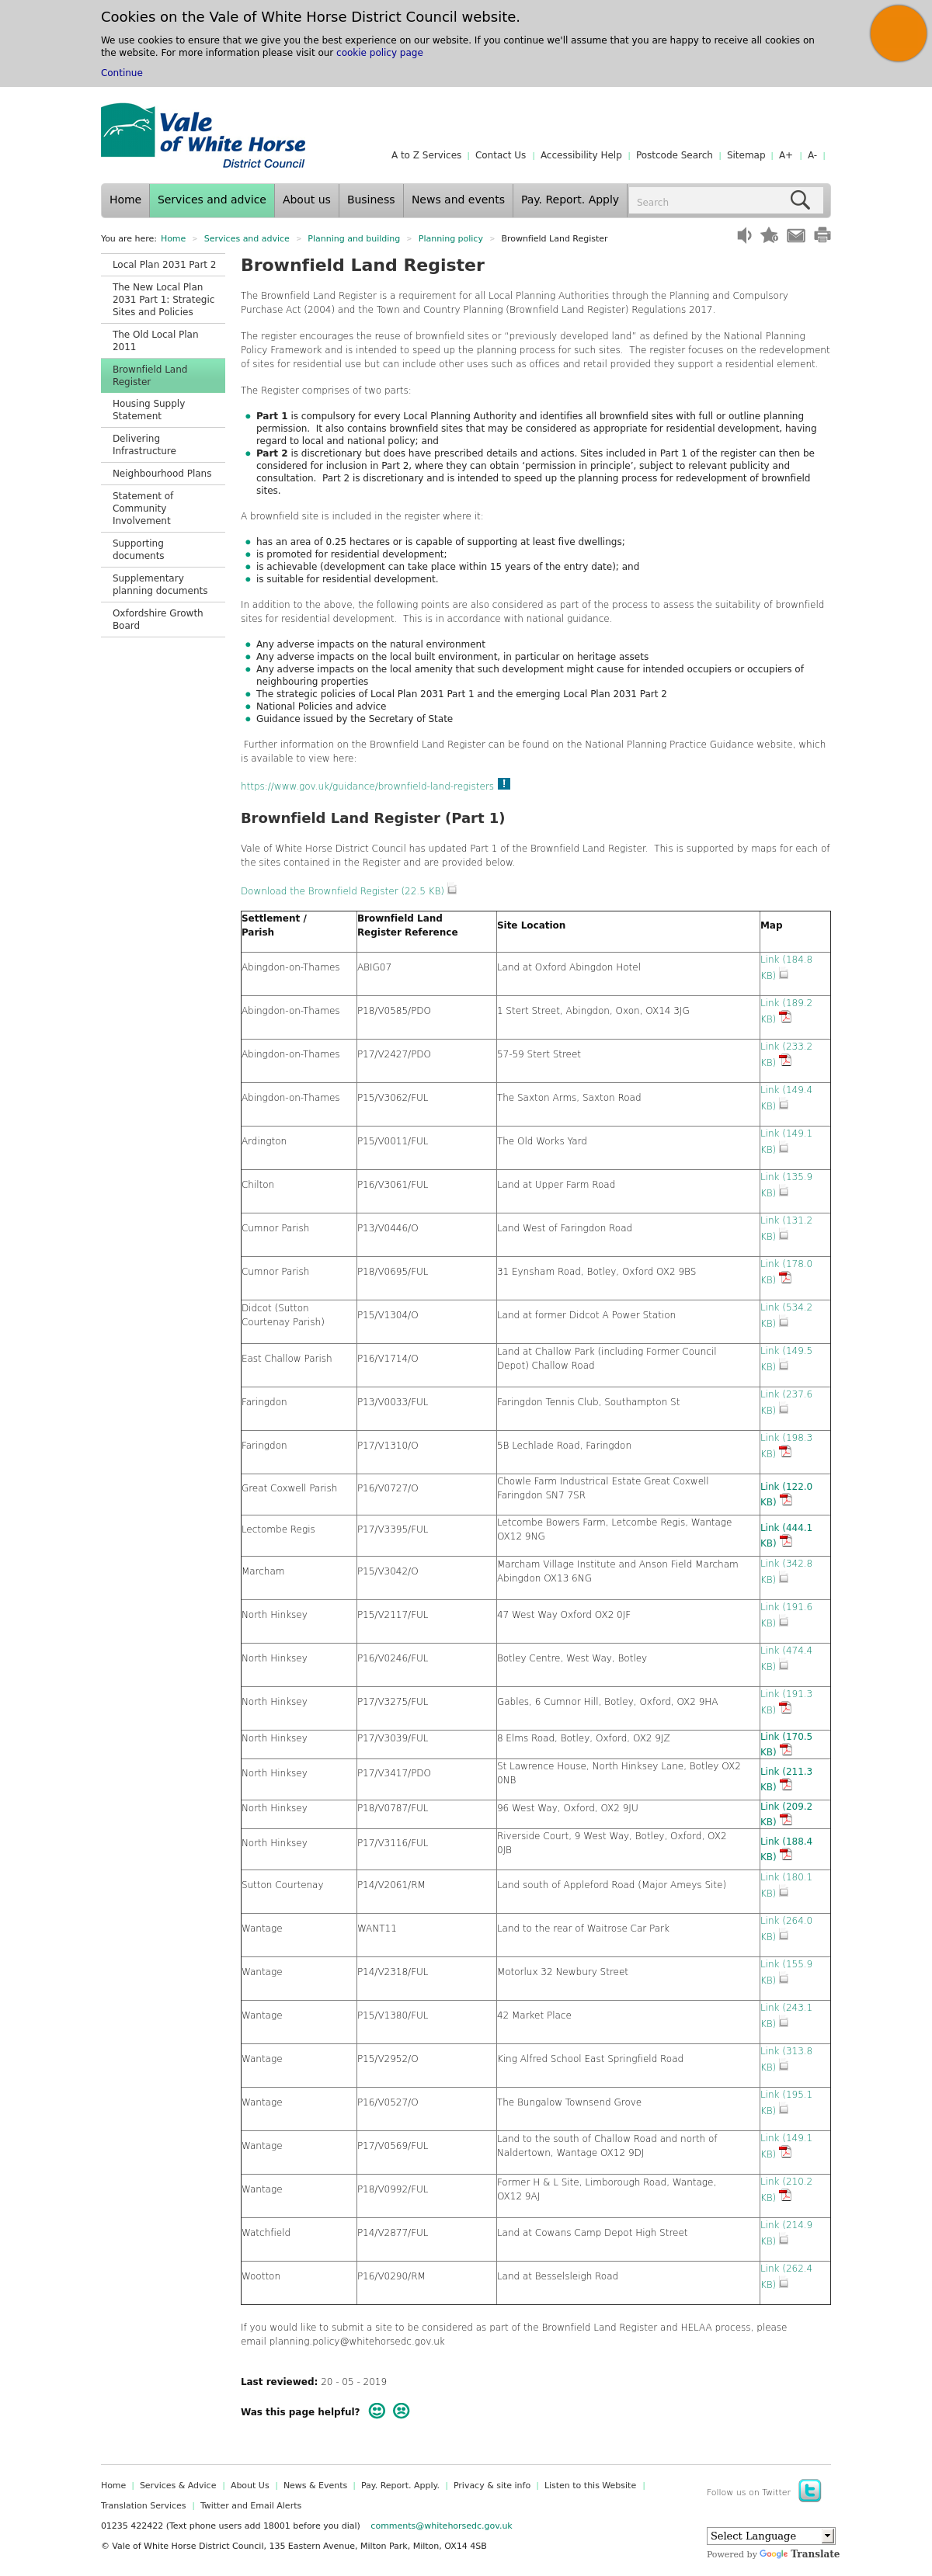 Cookies on the Vale of White Horse District Council website.
We use cookies to ensure that we give you the best experience on our website. If you continue we'll assume that you are happy to receive all cookies on
the website. For more information please visit our cookie policy page
Continue
Vale
of White Horse
District Council
A to Z Services | Contact Us | Accessibility Help | Postcode Search | Sitemap | A+ | A- |
Home Services and advice About us Business News and events Pay. Report. Apply Search
You are here: Home > Services and advice > Planning and building > Planning policy > Brownfield Land Register
Local Plan 2031 Part 2
The New Local Plan
2031 Part 1: Strategic
Sites and Policies
The Old Local Plan
2011
Brownfield Land
Register
Housing Supply
Statement
Delivering
Infrastructure
Neighbourhood Plans
Statement of
Community
Involvement
Supporting
documents
Supplementary
planning documents
Oxfordshire Growth
Board
Brownfield Land Register
The Brownfield Land Register is a requirement for all Local Planning Authorities through the Planning and Compulsory
Purchase Act (2004) and the Town and Country Planning (Brownfield Land Register) Regulations 2017.
The register encourages the reuse of brownfield sites or "previously developed land" as defined by the National Planning
Policy Framework and is intended to speed up the planning process for such sites.  The register focuses on the redevelopment
of sites for residential use but can include other uses such as offices and retail provided they support a residential element.
The Register comprises of two parts:
Part 1 is compulsory for every Local Planning Authority and identifies all brownfield sites with full or outline planning
permission.  It also contains brownfield sites that may be considered as appropriate for residential development, having
regard to local and national policy; and
Part 2 is discretionary but does have prescribed details and actions. Sites included in Part 1 of the register can then be
considered for inclusion in Part 2, where they can obtain 'permission in principle', subject to relevant publicity and
consultation.  Part 2 is discretionary and is intended to speed up the planning process for redevelopment of brownfield
sites.
A brownfield site is included in the register where it:
has an area of 0.25 hectares or is capable of supporting at least five dwellings;
is promoted for residential development;
is achievable (development can take place within 15 years of the entry date); and
is suitable for residential development.
In addition to the above, the following points are also considered as part of the process to assess the suitability of brownfield
sites for residential development.  This is in accordance with national guidance.
Any adverse impacts on the natural environment
Any adverse impacts on the local built environment, in particular on heritage assets
Any adverse impacts on the local amenity that such development might cause for intended occupiers or occupiers of
neighbouring properties
The strategic policies of Local Plan 2031 Part 1 and the emerging Local Plan 2031 Part 2
National Policies and advice
Guidance issued by the Secretary of State
Further information on the Brownfield Land Register can be found on the National Planning Practice Guidance website, which
is available to view here:
https://www.gov.uk/guidance/brownfield-land-registers !
Brownfield Land Register (Part 1)
Vale of White Horse District Council has updated Part 1 of the Brownfield Land Register.  This is supported by maps for each of
the sites contained in the Register and are provided below.
Download the Brownfield Register (22.5 KB)
Settlement / Parish | Brownfield Land Register Reference | Site Location | Map
Abingdon-on-Thames | ABIG07 | Land at Oxford Abingdon Hotel | Link (184.8 KB)
Abingdon-on-Thames | P18/V0585/PDO | 1 Stert Street, Abingdon, Oxon, OX14 3JG | Link (189.2 KB)
Abingdon-on-Thames | P17/V2427/PDO | 57-59 Stert Street | Link (233.2 KB)
Abingdon-on-Thames | P15/V3062/FUL | The Saxton Arms, Saxton Road | Link (149.4 KB)
Ardington | P15/V0011/FUL | The Old Works Yard | Link (149.1 KB)
Chilton | P16/V3061/FUL | Land at Upper Farm Road | Link (135.9 KB)
Cumnor Parish | P13/V0446/O | Land West of Faringdon Road | Link (131.2 KB)
Cumnor Parish | P18/V0695/FUL | 31 Eynsham Road, Botley, Oxford OX2 9BS | Link (178.0 KB)
Didcot (Sutton Courtenay Parish) | P15/V1304/O | Land at former Didcot A Power Station | Link (534.2 KB)
East Challow Parish | P16/V1714/O | Land at Challow Park (including Former Council Depot) Challow Road | Link (149.5 KB)
Faringdon | P13/V0033/FUL | Faringdon Tennis Club, Southampton St | Link (237.6 KB)
Faringdon | P17/V1310/O | 5B Lechlade Road, Faringdon | Link (198.3 KB)
Great Coxwell Parish | P16/V0727/O | Chowle Farm Industrical Estate Great Coxwell Faringdon SN7 7SR | Link (122.0 KB)
Lectombe Regis | P17/V3395/FUL | Letcombe Bowers Farm, Letcombe Regis, Wantage OX12 9NG | Link (444.1 KB)
Marcham | P15/V3042/O | Marcham Village Institute and Anson Field Marcham Abingdon OX13 6NG | Link (342.8 KB)
North Hinksey | P15/V2117/FUL | 47 West Way Oxford OX2 0JF | Link (191.6 KB)
North Hinksey | P16/V0246/FUL | Botley Centre, West Way, Botley | Link (474.4 KB)
North Hinksey | P17/V3275/FUL | Gables, 6 Cumnor Hill, Botley, Oxford, OX2 9HA | Link (191.3 KB)
North Hinksey | P17/V3039/FUL | 8 Elms Road, Botley, Oxford, OX2 9JZ | Link (170.5 KB)
North Hinksey | P17/V3417/PDO | St Lawrence House, North Hinksey Lane, Botley OX2 0NB | Link (211.3 KB)
North Hinksey | P18/V0787/FUL | 96 West Way, Oxford, OX2 9JU | Link (209.2 KB)
North Hinksey | P17/V3116/FUL | Riverside Court, 9 West Way, Botley, Oxford, OX2 0JB | Link (188.4 KB)
Sutton Courtenay | P14/V2061/RM | Land south of Appleford Road (Major Ameys Site) | Link (180.1 KB)
Wantage | WANT11 | Land to the rear of Waitrose Car Park | Link (264.0 KB)
Wantage | P14/V2318/FUL | Motorlux 32 Newbury Street | Link (155.9 KB)
Wantage | P15/V1380/FUL | 42 Market Place | Link (243.1 KB)
Wantage | P15/V2952/O | King Alfred School East Springfield Road | Link (313.8 KB)
Wantage | P16/V0527/O | The Bungalow Townsend Grove | Link (195.1 KB)
Wantage | P17/V0569/FUL | Land to the south of Challow Road and north of Naldertown, Wantage OX12 9DJ | Link (149.1 KB)
Wantage | P18/V0992/FUL | Former H & L Site, Limborough Road, Wantage, OX12 9AJ | Link (210.2 KB)
Watchfield | P14/V2877/FUL | Land at Cowans Camp Depot High Street | Link (214.9 KB)
Wootton | P16/V0290/RM | Land at Besselsleigh Road | Link (262.4 KB)
If you would like to submit a site to be considered as part of the Brownfield Land Register and HELAA process, please
email planning.policy@whitehorsedc.gov.uk
Last reviewed: 20 - 05 - 2019
Was this page helpful?
Home | Services & Advice | About Us | News & Events | Pay. Report. Apply. | Privacy & site info | Listen to this Website |
Translation Services | Twitter and Email Alerts
01235 422422 (Text phone users add 18001 before you dial) comments@whitehorsedc.gov.uk
© Vale of White Horse District Council, 135 Eastern Avenue, Milton Park, Milton, OX14 4SB
Follow us on Twitter
Select Language
Powered by Google Translate